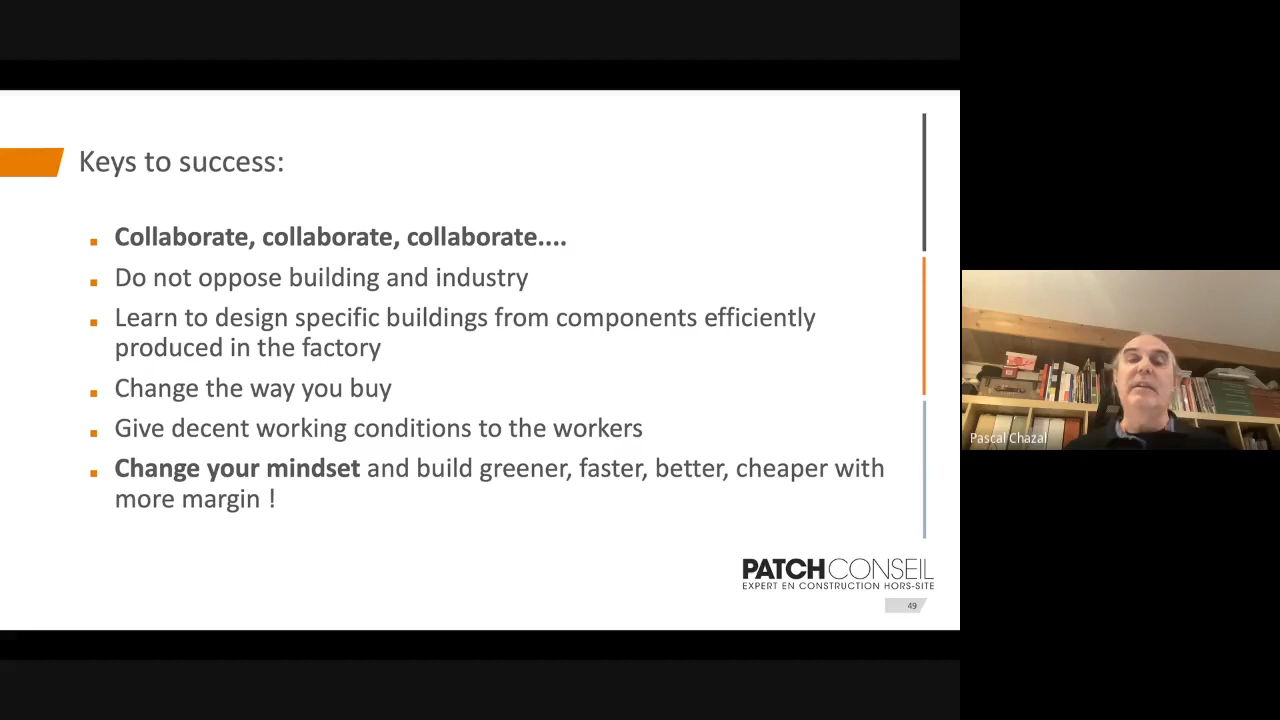 Keys to success:
Collaborate, collaborate, collaborate....
Do not oppose building and industry
Learn to design specific buildings from components efficiently
produced in the factory
Change the way you buy
Give decent working conditions to the workers
Change your mindset and build greener, faster, better, cheaper with
more margin !
PATCHCONSEIL
EXPERT EN CONSTRUCTION HORS-SITE
49
Pascal Chazal